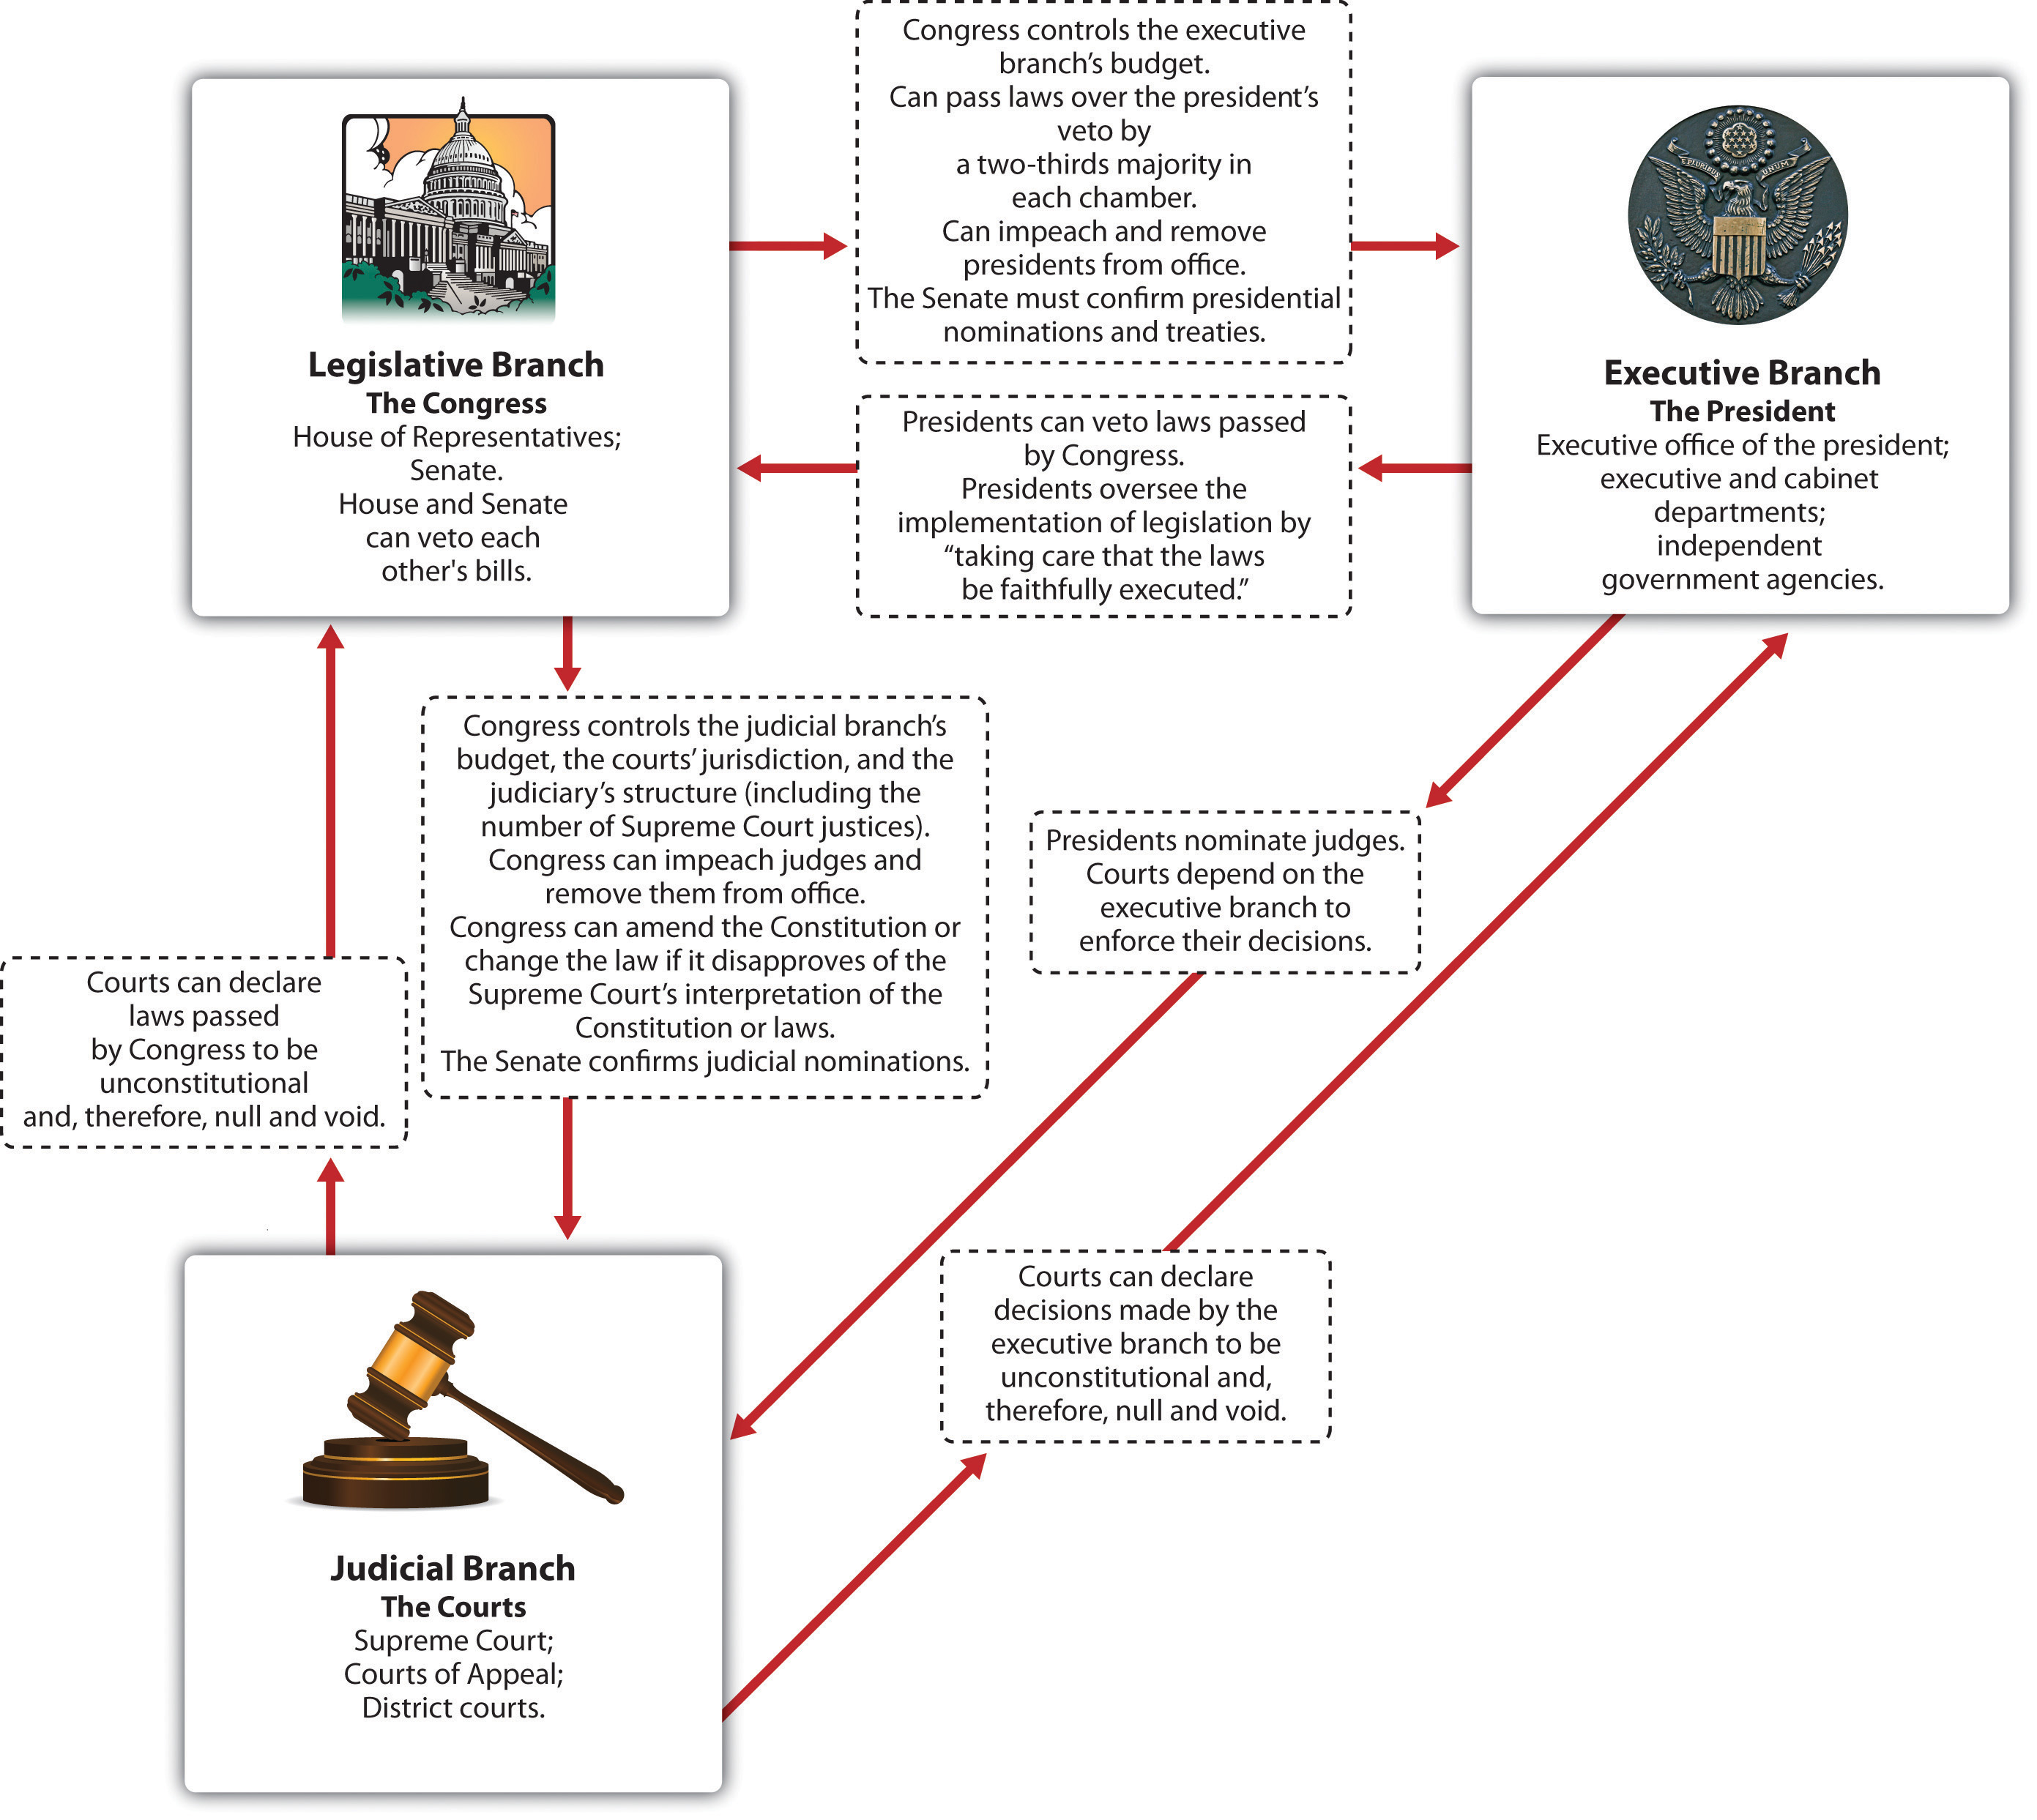 Congress controls the executive
branch’s budget.
Can pass laws over the president’s
veto by
a two-thirds majority in
each chamber.
Can impeach and remove
presidents from office.
The Senate must confirm presidential
nominations and treaties.
Legislative Branch
The Congress
House of Representatives;
Senate.
House and Senate
can veto each
other's bills.
E PLURIBUS UNUM
Executive Branch
The President
Executive office of the president;
executive and cabinet
departments;
independent
government agencies.
Presidents can veto laws passed
by Congress.
Presidents oversee the
implementation of legislation by
“taking care that the laws
be faithfully executed.”
Congress controls the judicial branch’s
budget, the courts’ jurisdiction, and the
judiciary’s structure (including the
number of Supreme Court justices).
Congress can impeach judges and
remove them from office.
Congress can amend the Constitution or
change the law if it disapproves of the
Supreme Court’s interpretation of the
Constitution or laws.
The Senate confirms judicial nominations.
Presidents nominate judges.
Courts depend on the
executive branch to
enforce their decisions.
Courts can declare
laws passed
by Congress to be
unconstitutional
and, therefore, null and void.
Courts can declare
decisions made by the
executive branch to be
unconstitutional and,
therefore, null and void.
Judicial Branch
The Courts
Supreme Court;
Courts of Appeal;
District courts.